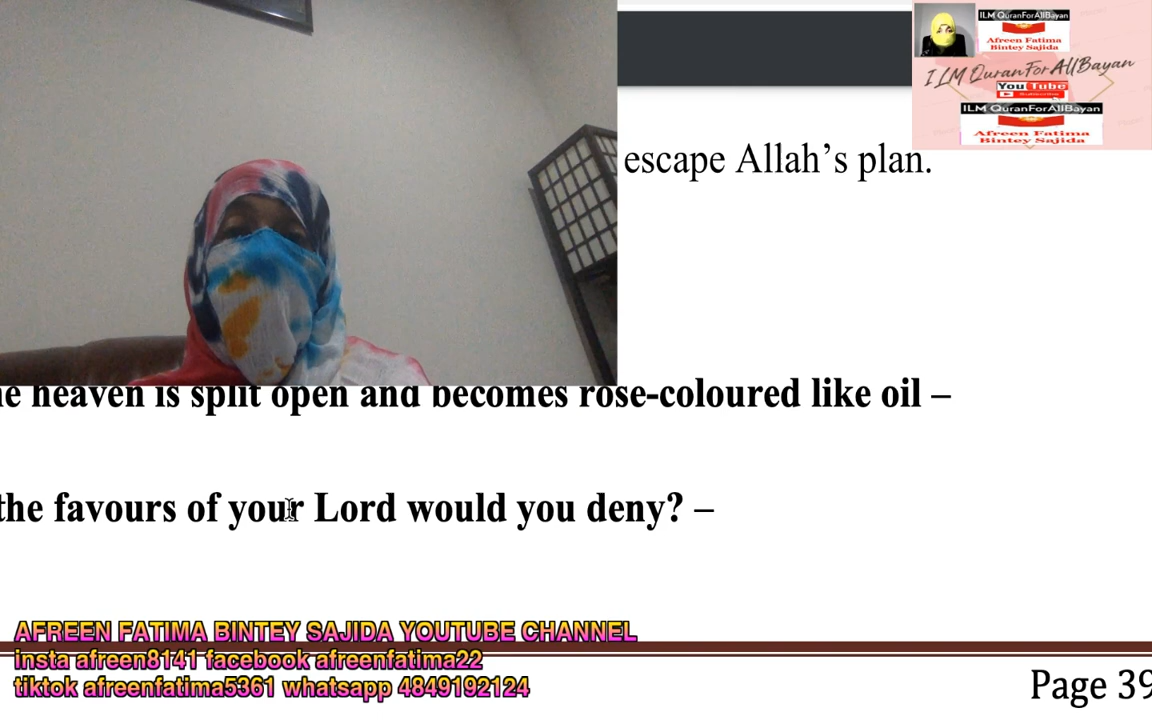 ILM QuranForAllBayan
Afreen Fatima
Bintey Sajida
ILM QuranForAllBayan
YouTube
ILM QuranForAllBayan
Afreen Fatima
Bintey Sajida
escape Allah’s plan.
heaven is split open and becomes rose-coloured like oil –
the favours of your Lord would you deny? –
AFREEN FATIMA BINTEY SAJIDA YOUTUBE CHANNEL
insta afreen8141 facebook afreenfatima22
tiktok afreenfatima5361 whatsapp 4849192124
Page 39